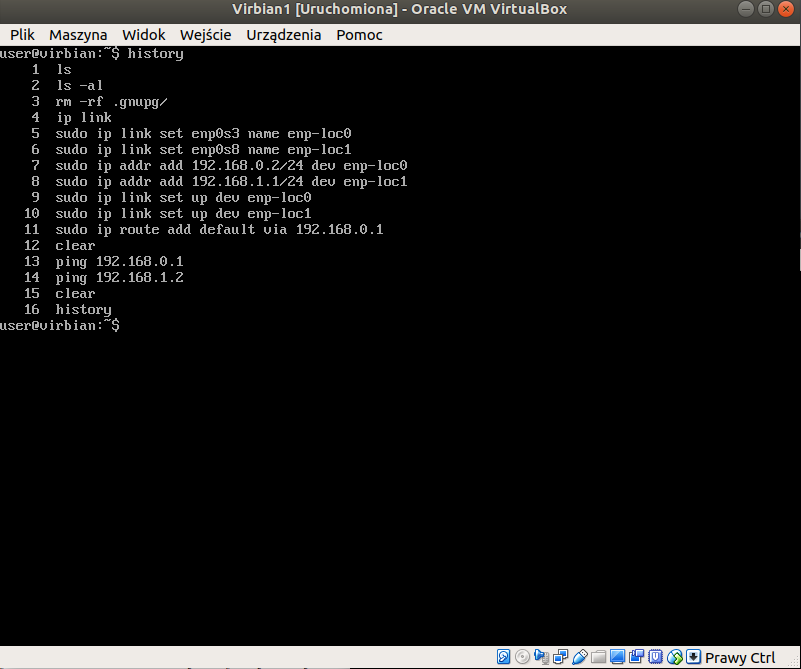 Virbian1 [Uruchomiona] - Oracle VM VirtualBox
Plik Maszyna Widok Wejście Urządzenia Pomoc
user@virbian:~$ history
1 ls
2 ls -al
3 rm -rf .gnupg/
4 ip link
5 sudo ip link set enp0s3 name enp-loc0
6 sudo ip link set enp0s8 name enp-loc1
7 sudo ip addr add 192.168.0.2/24 dev enp-loc0
8 sudo ip addr add 192.168.1.1/24 dev enp-loc1
9 sudo ip link set up dev enp-loc0
10 sudo ip link set up dev enp-loc1
11 sudo ip route add default via 192.168.0.1
12 clear
13 ping 192.168.0.1
14 ping 192.168.1.2
15 clear
16 history
user@virbian:~$
Prawy Ctrl